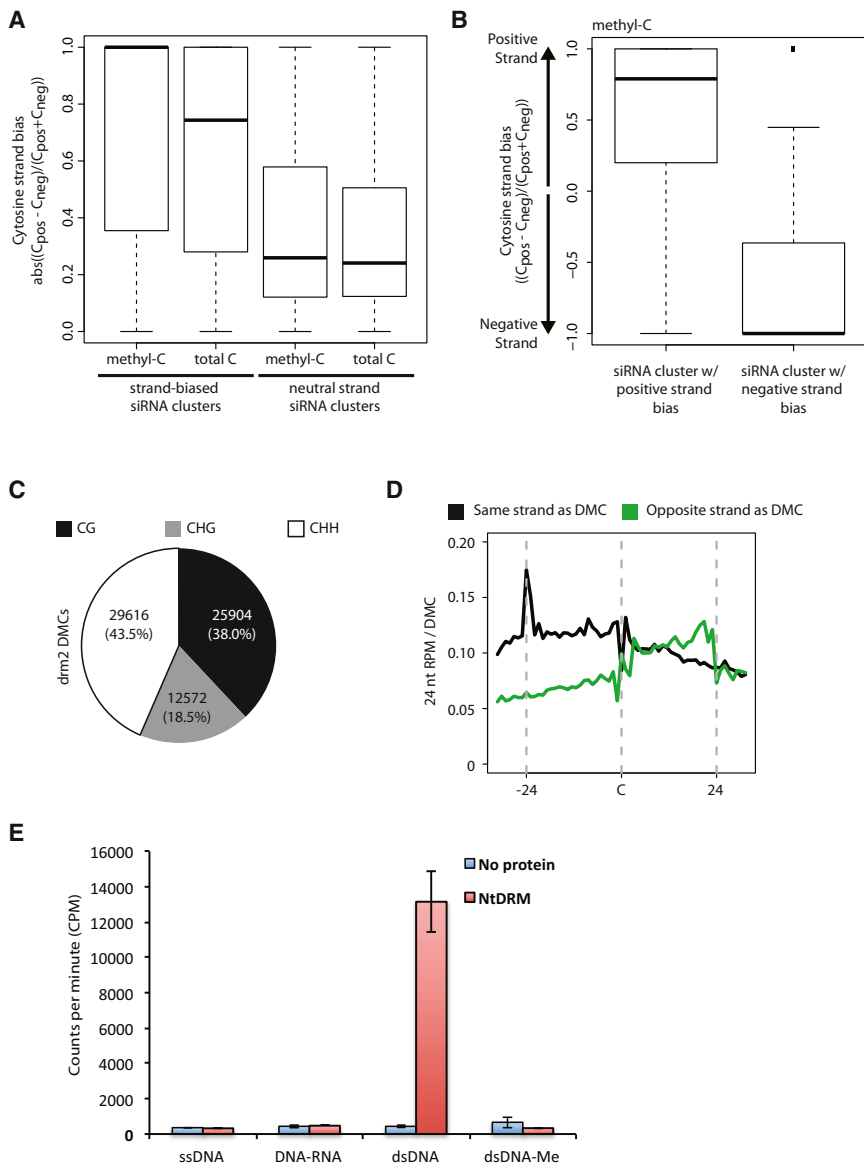 A
Cytosine strand bias
abs((Cpos - Cneg)/(Cpos+Cneg))
1.0
0.8
0.6
0.4
0.2
0.0
methyl-C
total C
methyl-C
total C
strand-biased
siRNA clusters
neutral strand
siRNA clusters
B
methyl-C
Positive
Strand
Cytosine strand bias
((Cpos - Cneg)/(Cpos+Cneg))
Negative
Strand
1.0
0.5
0.0
−0.5
−1.0
siRNA cluster w/
positive strand
bias
siRNA cluster w/
negative strand
bias
C
CG
CHG
CHH
drm2 DMCs
29616
(43.5%)
25904
(38.0%)
12572
(18.5%)
D
Same strand as DMC
Opposite strand as DMC
24 nt RPM / DMC
0.20
0.15
0.10
0.05
0
-24
C
24
E
Counts per minute (CPM)
16000
14000
12000
10000
8000
6000
4000
2000
0
No protein
NtDRM
ssDNA
DNA-RNA
dsDNA
dsDNA-Me